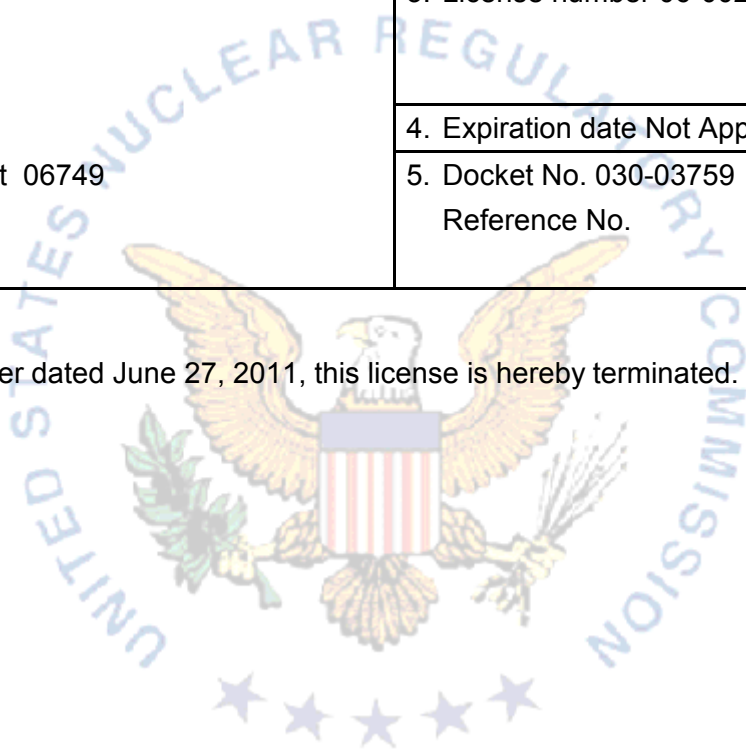 4. Expiration date Not
t 06749
5. Docket No. 030-03759
Reference No.
er dated June 27, 2011, this license is hereby terminated.
UNITED STATES NUCLEAR REGULATORY COMMISSION